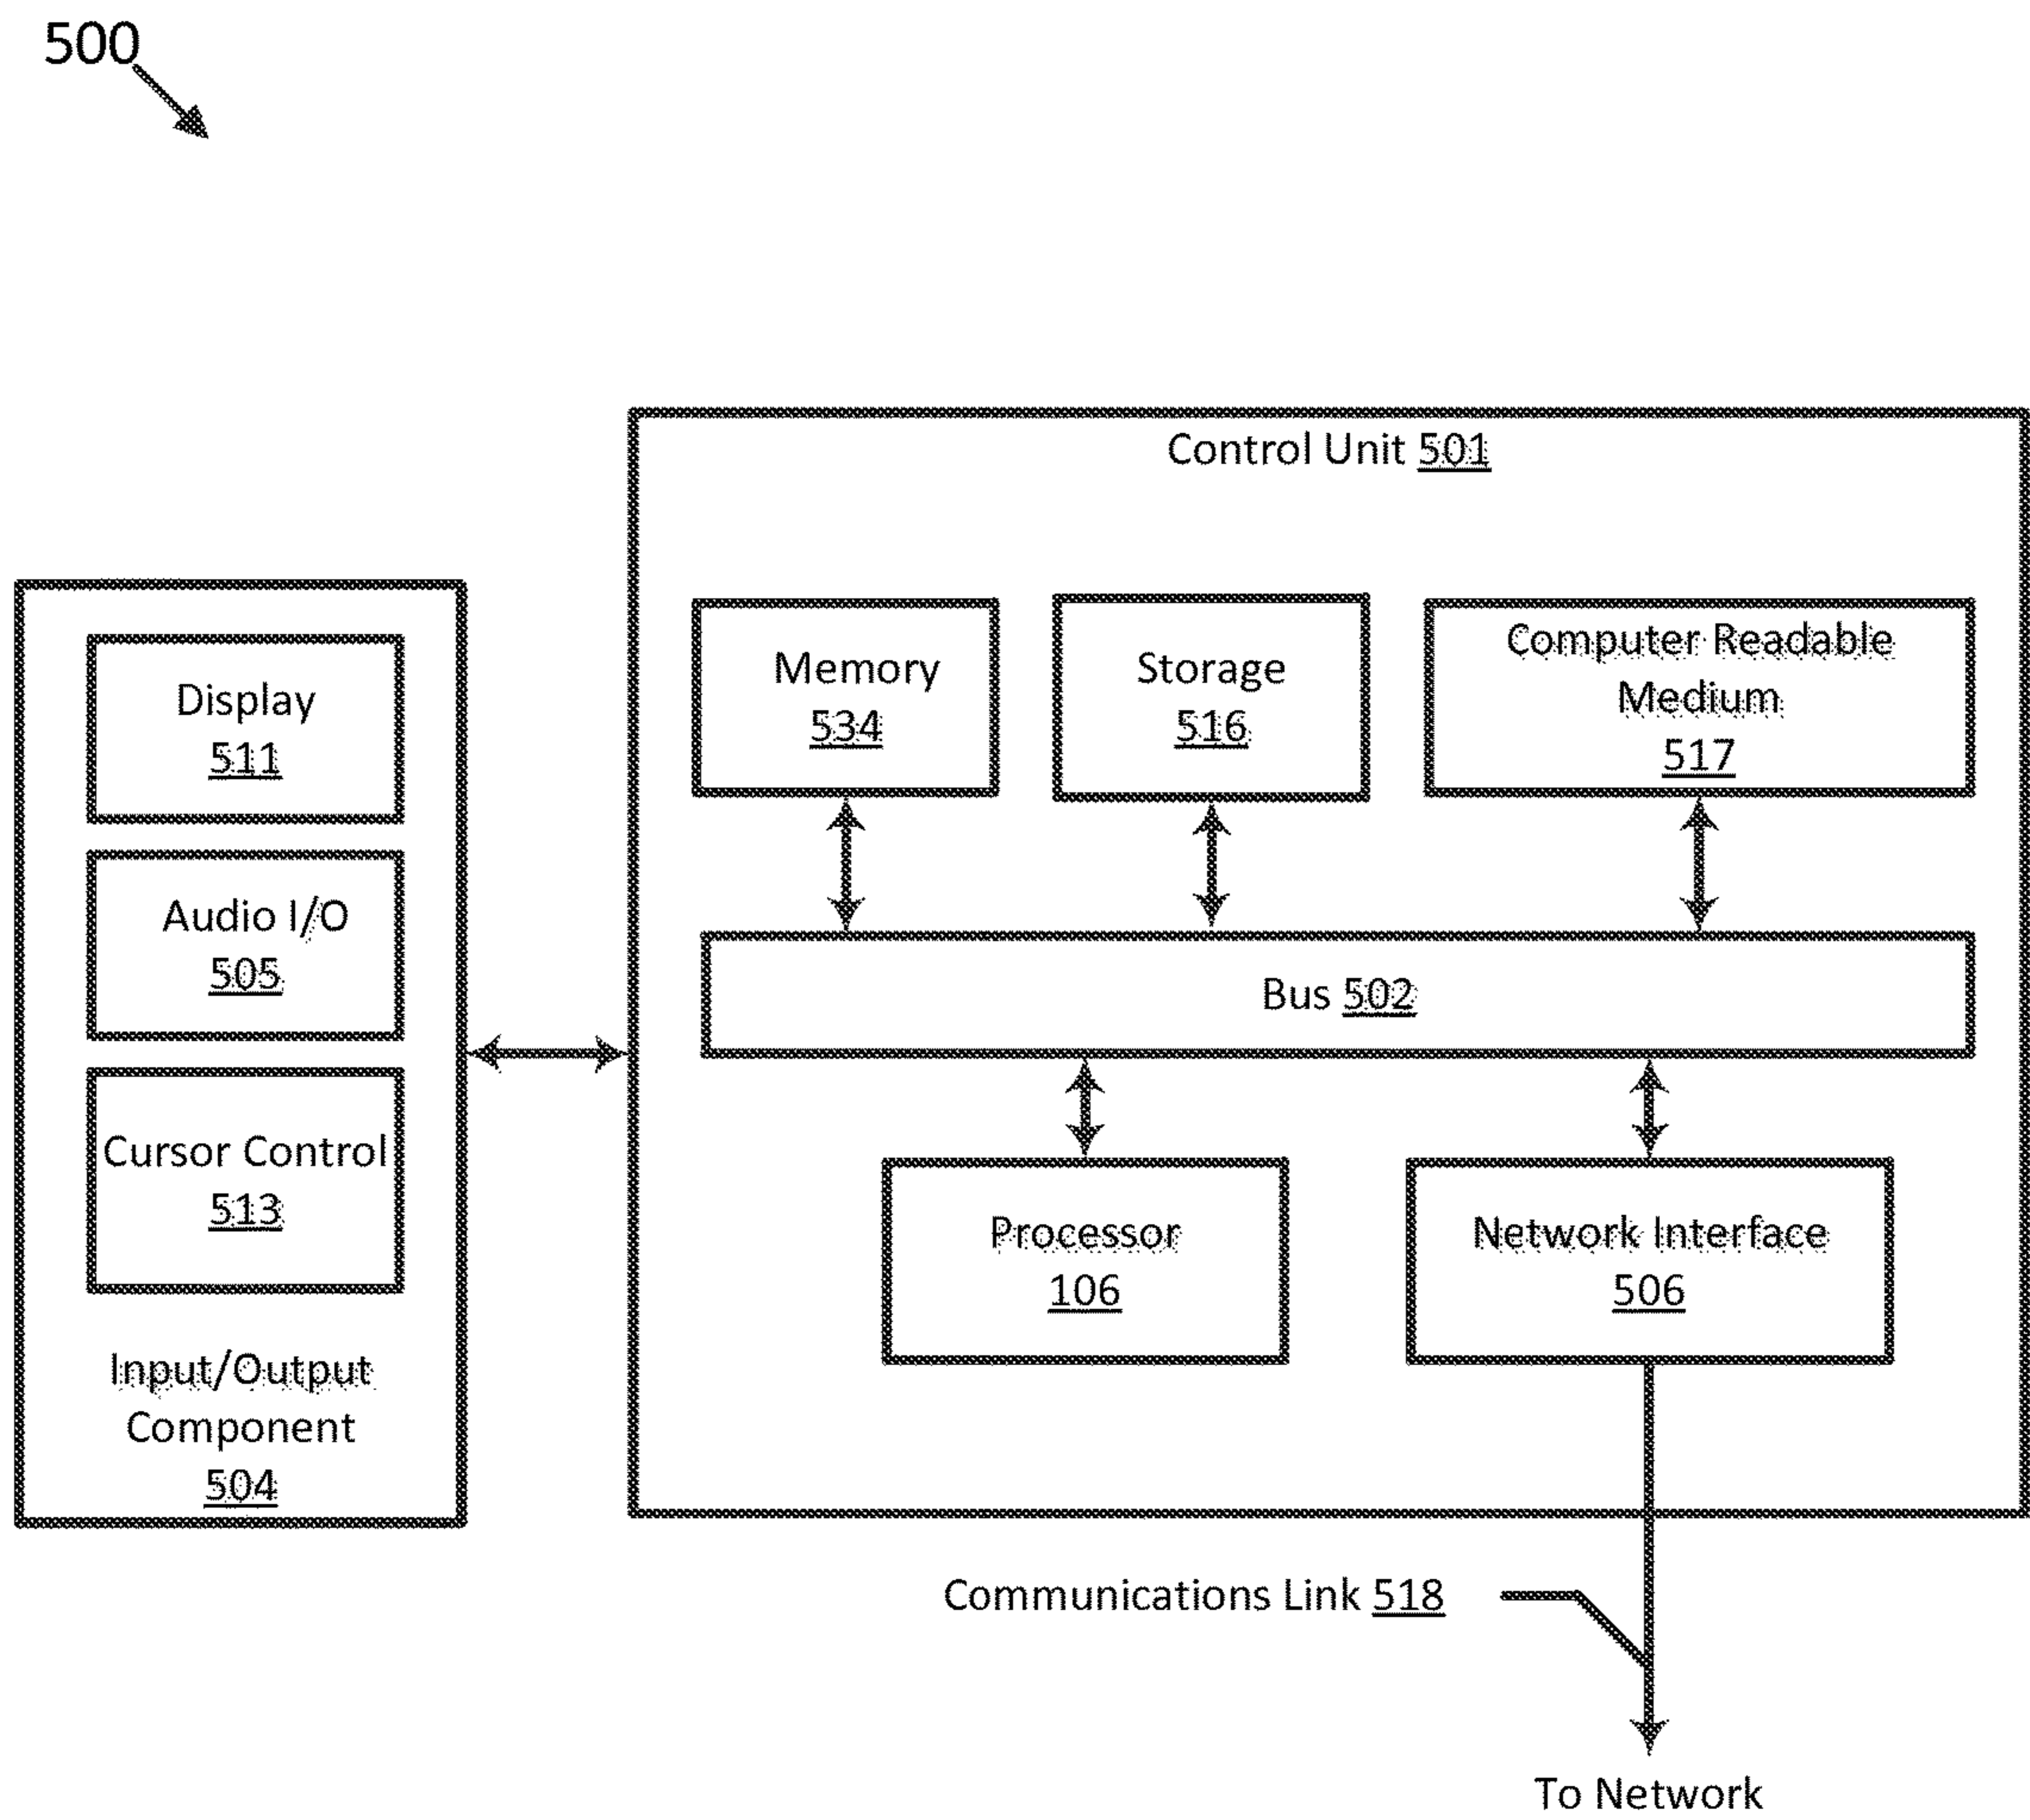 500
Control Unit 501
Display
511
Audio I/O
505
Cursor Control
513
Input/Output
Component
504
Memory
534
Storage
516
Computer Readable
Medium
517
Bus 502
Processor
106
Network Interface
506
Communications Link 518
To Network